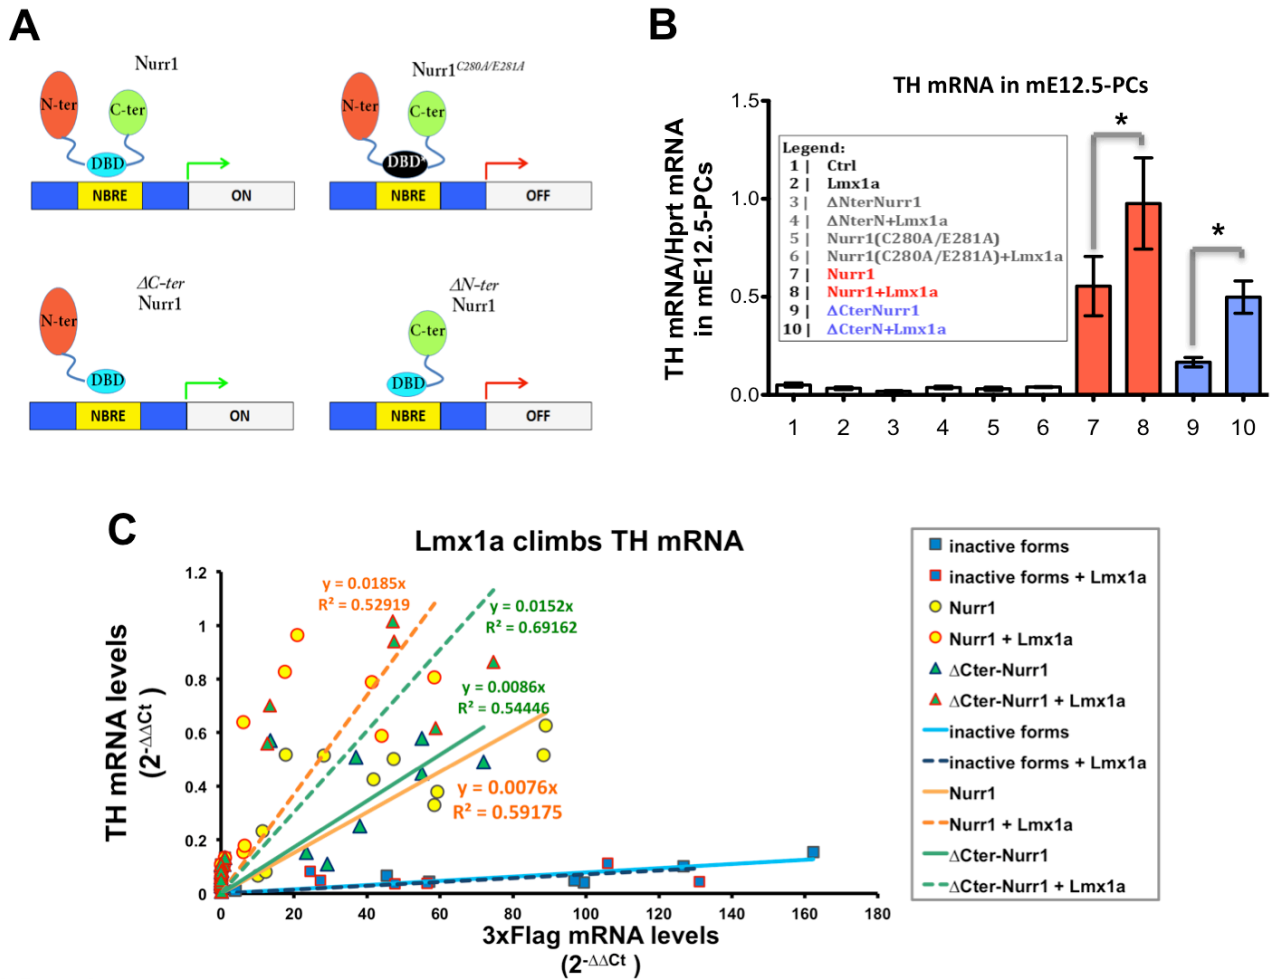 A
Nurr1
N-ter
C-ter
DBD
NBRE
ON
Nurr1C280A/E281A
N-ter
C-ter
DBD*
NBRE
OFF
ΔC-ter
Nurr1
N-ter
DBD
NBRE
ON
ΔN-ter
Nurr1
C-ter
DBD
NBRE
OFF
B
TH mRNA in mE12.5-PCs
TH mRNA/Hprt mRNA
in mE12.5-PCs
1.5
1.0
0.5
0.0
Legend:
1 | Ctrl
2 | Lmx1a
3 | ΔNterNurr1
4 | ΔNterN+Lmx1a
5 | Nurr1(C280A/E281A)
6 | Nurr1(C280A/E281A)+Lmx1a
7 | Nurr1
8 | Nurr1+Lmx1a
9 | ΔCterNurr1
10 | ΔCterN+Lmx1a
*
*
1 2 3 4 5 6 7 8 9 10
C
Lmx1a climbs TH mRNA
TH mRNA levels
(2-ΔΔCt )
1.2
1
0.8
0.6
0.4
0.2
0
y = 0.0185x
R² = 0.52919
y = 0.0152x
R² = 0.69162
y = 0.0086x
R² = 0.54446
y = 0.0076x
R² = 0.59175
0 20 40 60 80 100 120 140 160 180
3xFlag mRNA levels
(2-ΔΔCt )
inactive forms
inactive forms + Lmx1a
Nurr1
Nurr1 + Lmx1a
ΔCter-Nurr1
ΔCter-Nurr1 + Lmx1a
inactive forms
inactive forms + Lmx1a
Nurr1
Nurr1 + Lmx1a
ΔCter-Nurr1
ΔCter-Nurr1 + Lmx1a